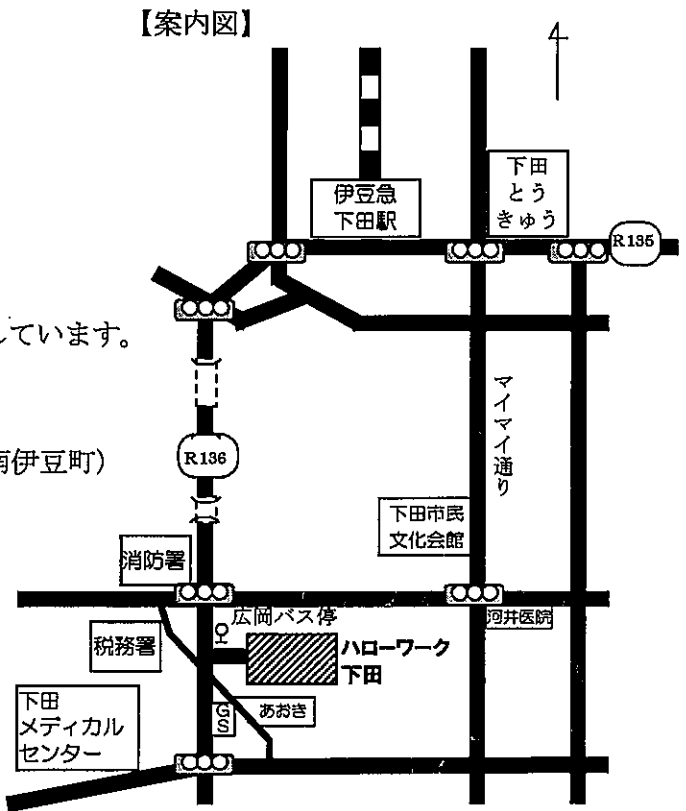 【案内図】
4
下田
とう
きゅう
伊豆急
下田駅
R135
しています。
マイマイ通り
南伊豆町）
R136
下田市民
文化会館
消防署
広岡バス停
河井医院
税務署
ハローワーク
下田
下田
メディカル
センター
GS
あおき